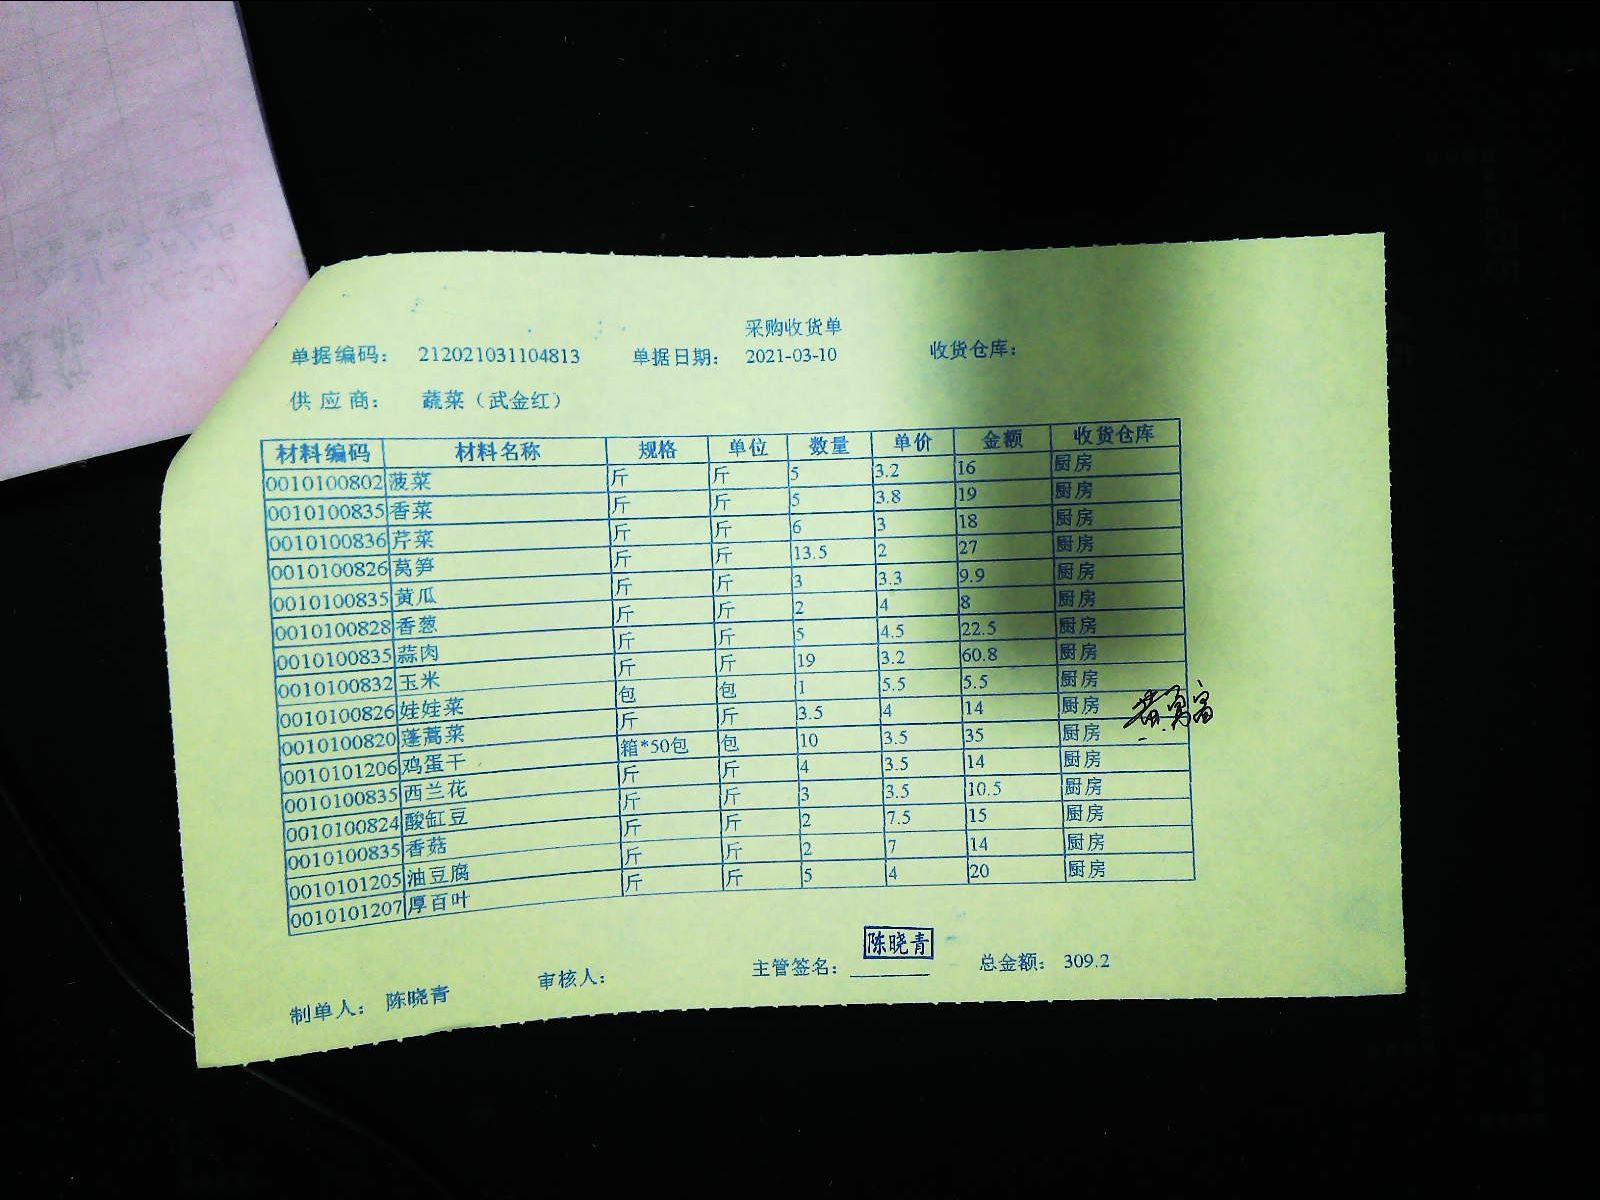 采购收货单
单据编码： 212021031104813 单据日期： 2021-03-10 收货仓库：
供应商： 蔬菜（武金红）
材料编码 材料名称 规格 单位 数量 单价 金额 收货仓库
0010100802 菠菜 斤 斤 5 3.2 16 厨房
0010100835 香菜 斤 斤 5 3.8 19 厨房
0010100836 芹菜 斤 斤 6 3 18 厨房
0010100826 莴笋 斤 斤 13.5 2 27 厨房
0010100835 黄瓜 斤 斤 3 3.3 9.9 厨房
0010100828 香葱 斤 斤 2 4 8 厨房
0010100835 蒜肉 斤 斤 5 4.5 22.5 厨房
0010100832 玉米 斤 斤 19 3.2 60.8 厨房
0010100826 娃娃菜 包 包 1 5.5 5.5 厨房
0010100820 蓬蒿菜 斤 斤 3.5 4 14 厨房
0010101206 鸡蛋干 箱*50包 包 10 3.5 35 厨房
0010100835 西兰花 斤 斤 4 3.5 14 厨房
0010100824 酸缸豆 斤 斤 3 3.5 10.5 厨房
0010100835 香菇 斤 斤 2 7.5 15 厨房
0010101205 油豆腐 斤 斤 2 7 14 厨房
0010101207 厚百叶 斤 斤 5 4 20 厨房
陈晓青
制单人： 陈晓青 审核人： 主管签名： 总金额： 309.2